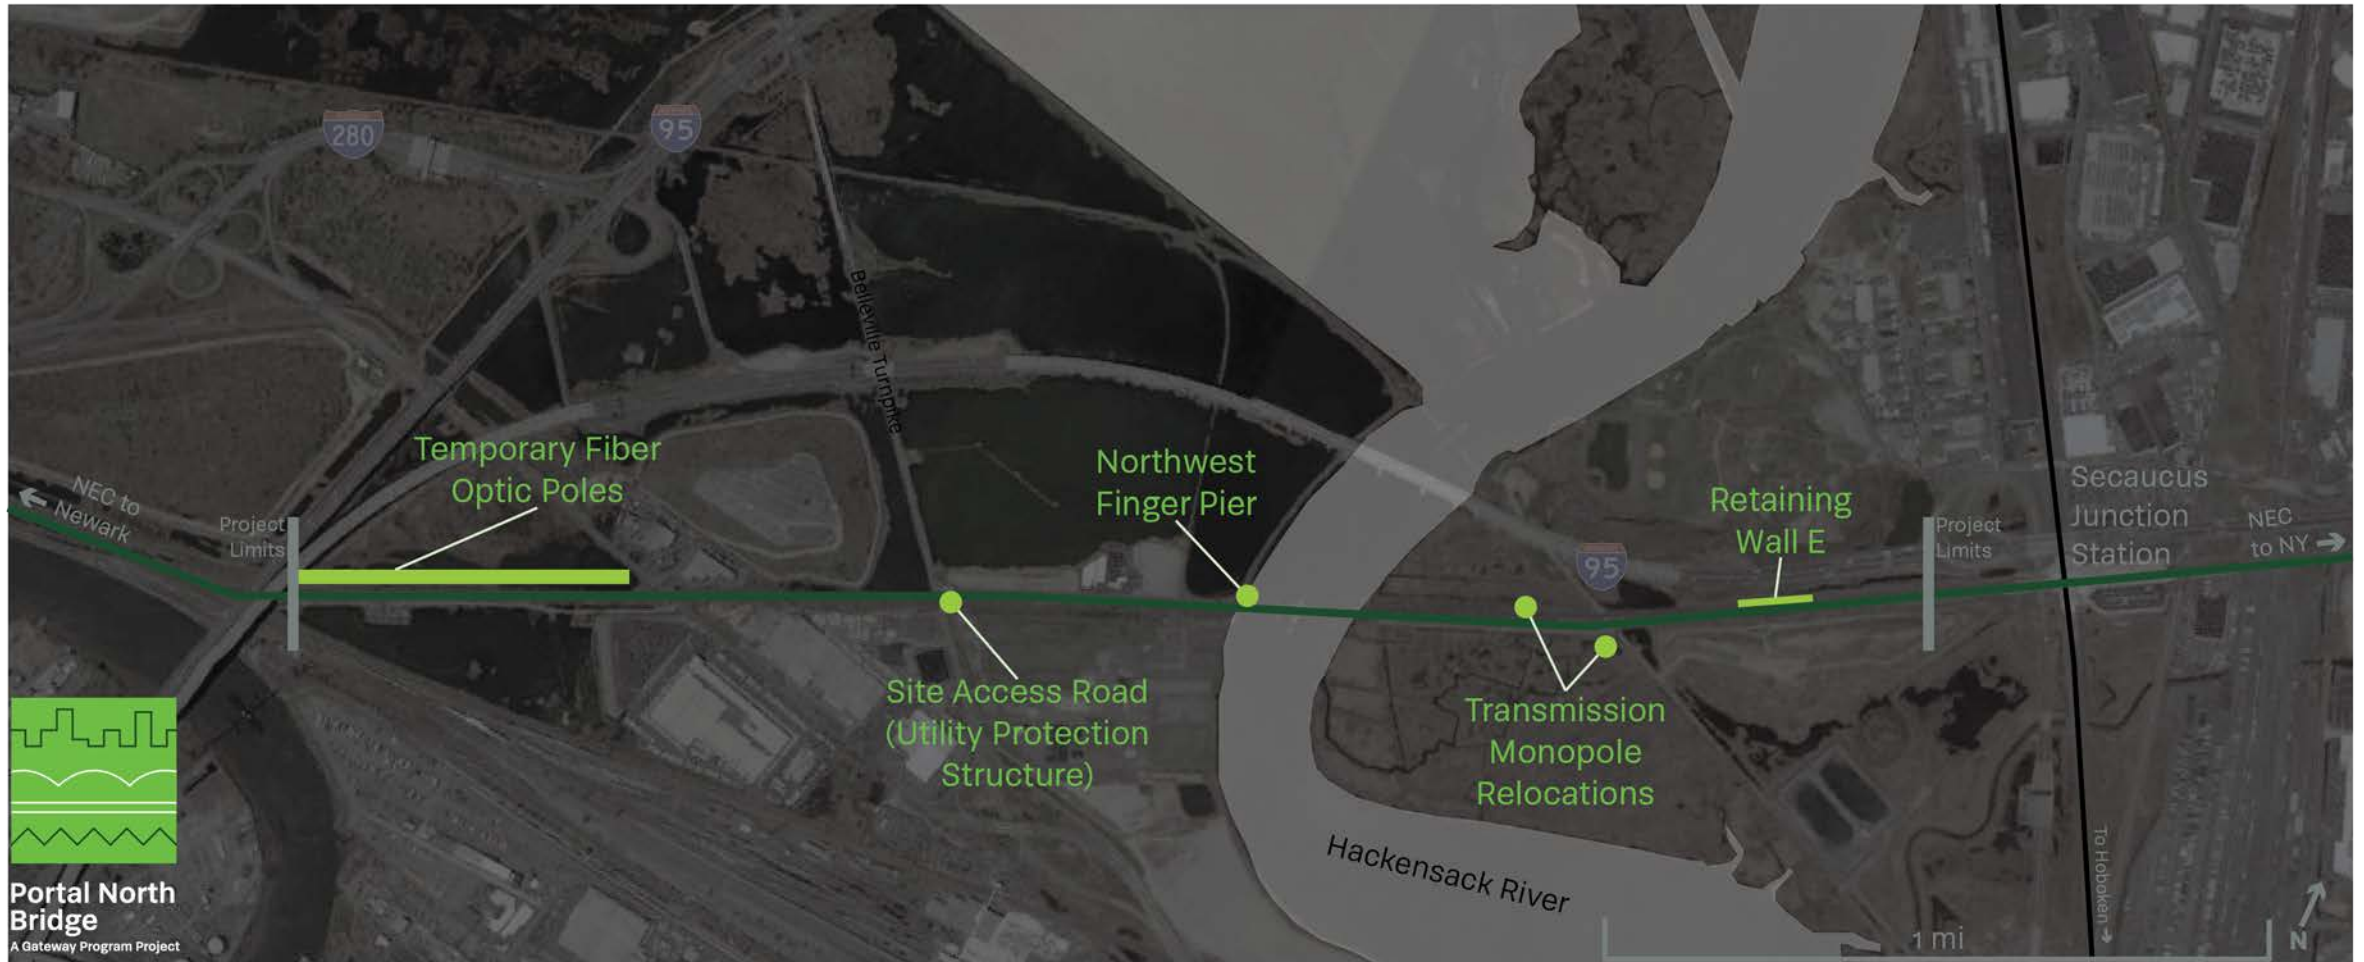 280
95
Belleville Turnpike
Temporary Fiber
Optic Poles
Northwest
Finger Pier
Retaining
Wall E
Secaucus
Junction
Station
NEC to
Newark
Project
Limits
95
Project
Limits
NEC
to NY
Site Access Road
(Utility Protection
Structure)
Transmission
Monopole
Relocations
Hackensack River
To Hoboken
1 mi
N
Portal North
Bridge
A Gateway Program Project